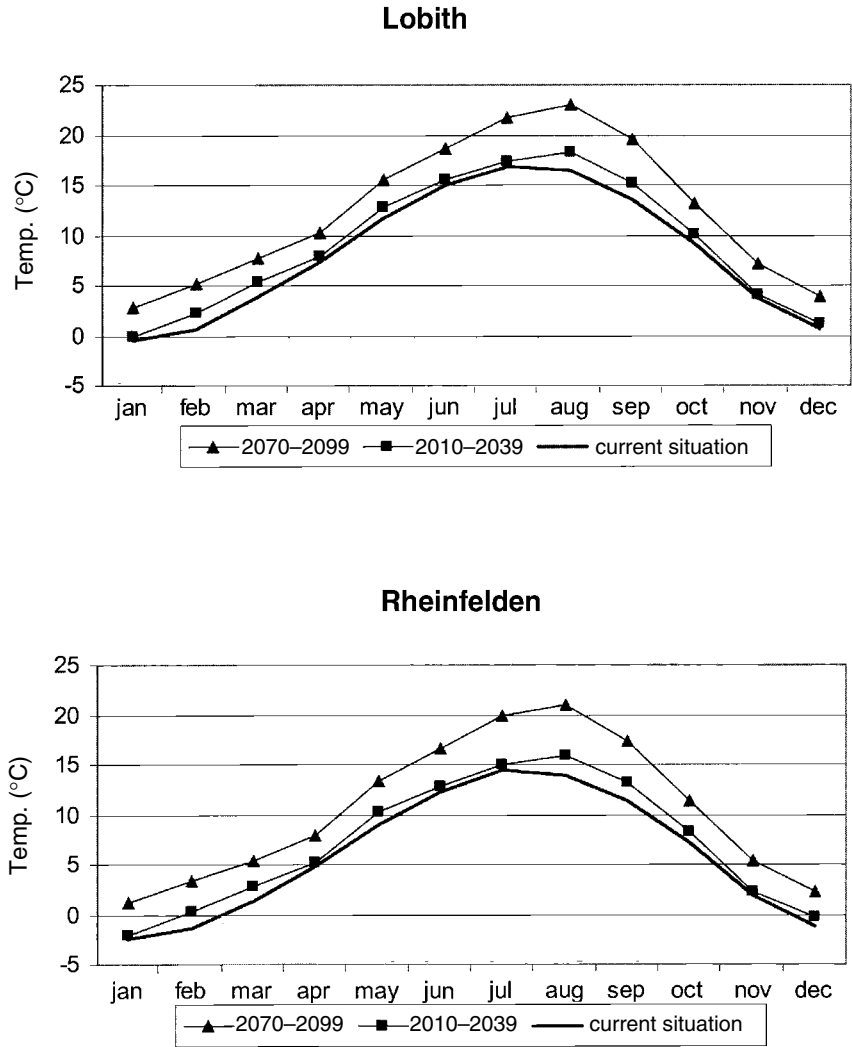 Lobith
25
20
15
10
5
0
-5
Temp. (°C)
jan feb mar apr may jun jul aug sep oct nov dec
2070–2099 2010–2039 current situation
Rheinfelden
25
20
15
10
5
0
-5
Temp. (°C)
jan feb mar apr may jun jul aug sep oct nov dec
2070–2099 2010–2039 current situation